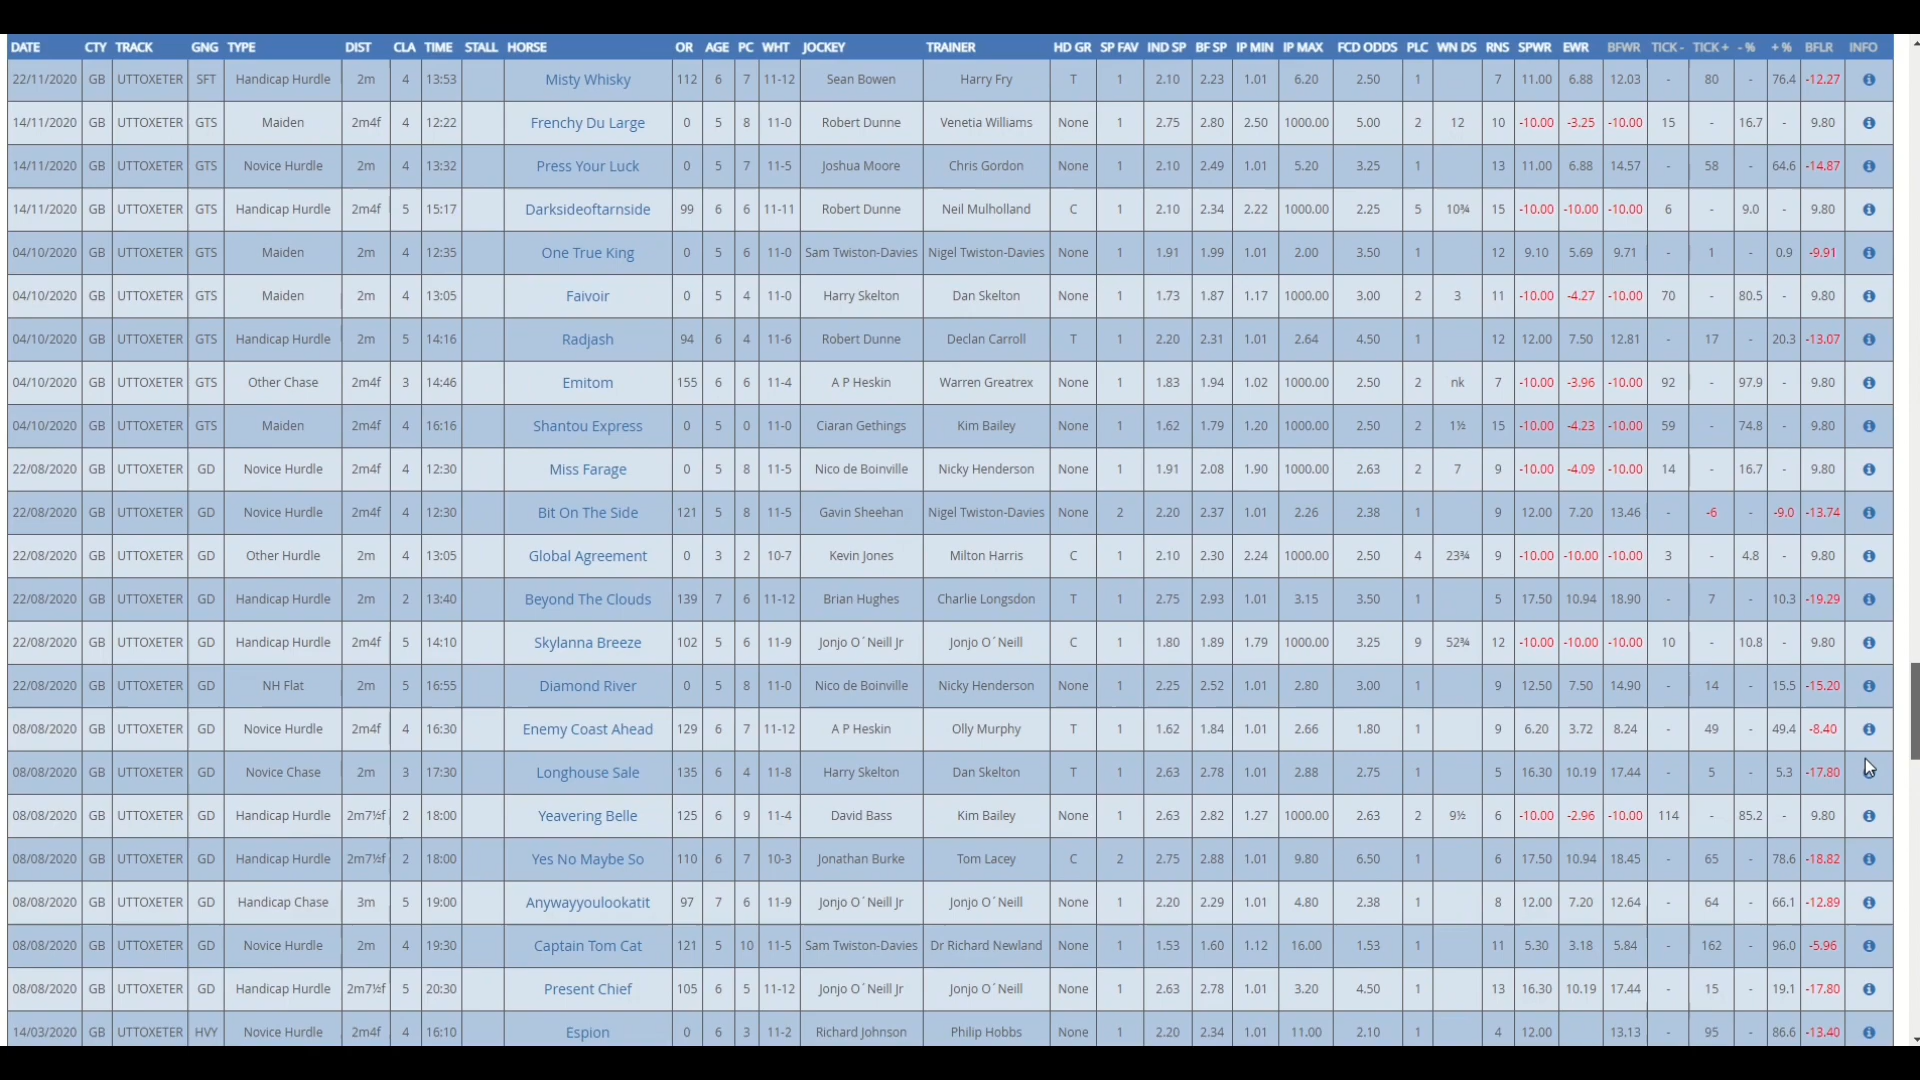 DATE CTY TRACK GNG TYPE DIST CLA TIME STALL HORSE OR AGE PC WHT JOCKEY TRAINER HD GR SP FAV IND SP BF SP IP MIN IP MAX FCD ODDS PLC WN DS RNS SPWR EWR BFWR TICK - TICK + - % + % BFLR INFO
22/11/2020 GB UTTOXETER SFT Handicap Hurdle 2m 4 13:53 Misty Whisky 112 6 7 11-12 Sean Bowen Harry Fry T 1 2.10 2.23 1.01 6.20 2.50 1 7 11.00 6.88 12.03 - 80 - 76.4 -12.27
14/11/2020 GB UTTOXETER GTS Maiden 2m4f 4 12:22 Frenchy Du Large 0 5 8 11-0 Robert Dunne Venetia Williams None 1 2.75 2.80 2.50 1000.00 5.00 2 12 10 -10.00 -3.25 -10.00 15 - 16.7 - 9.80
14/11/2020 GB UTTOXETER GTS Novice Hurdle 2m 4 13:32 Press Your Luck 0 5 7 11-5 Joshua Moore Chris Gordon None 1 2.10 2.49 1.01 5.20 3.25 1 13 11.00 6.88 14.57 - 58 - 64.6 -14.87
14/11/2020 GB UTTOXETER GTS Handicap Hurdle 2m4f 5 15:17 Darksideoftarnside 99 6 6 11-11 Robert Dunne Neil Mulholland C 1 2.10 2.34 2.22 1000.00 2.25 5 10¾ 15 -10.00 -10.00 -10.00 6 - 9.0 - 9.80
04/10/2020 GB UTTOXETER GTS Maiden 2m 4 12:35 One True King 0 5 6 11-0 Sam Twiston-Davies Nigel Twiston-Davies None 1 1.91 1.99 1.01 2.00 3.50 1 12 9.10 5.69 9.71 - 1 - 0.9 -9.91
04/10/2020 GB UTTOXETER GTS Maiden 2m 4 13:05 Faivoir 0 5 4 11-0 Harry Skelton Dan Skelton None 1 1.73 1.87 1.17 1000.00 3.00 2 3 11 -10.00 -4.27 -10.00 70 - 80.5 - 9.80
04/10/2020 GB UTTOXETER GTS Handicap Hurdle 2m 5 14:16 Radjash 94 6 4 11-6 Robert Dunne Declan Carroll T 1 2.20 2.31 1.01 2.64 4.50 1 12 12.00 7.50 12.81 - 17 - 20.3 -13.07
04/10/2020 GB UTTOXETER GTS Other Chase 2m4f 3 14:46 Emitom 155 6 6 11-4 A P Heskin Warren Greatrex None 1 1.83 1.94 1.02 1000.00 2.50 2 nk 7 -10.00 -3.96 -10.00 92 - 97.9 - 9.80
04/10/2020 GB UTTOXETER GTS Maiden 2m4f 4 16:16 Shantou Express 0 5 0 11-0 Ciaran Gethings Kim Bailey None 1 1.62 1.79 1.20 1000.00 2.50 2 1½ 15 -10.00 -4.23 -10.00 59 - 74.8 - 9.80
22/08/2020 GB UTTOXETER GD Novice Hurdle 2m4f 4 12:30 Miss Farage 0 5 8 11-5 Nico de Boinville Nicky Henderson None 1 1.91 2.08 1.90 1000.00 2.63 2 7 9 -10.00 -4.09 -10.00 14 - 16.7 - 9.80
22/08/2020 GB UTTOXETER GD Novice Hurdle 2m4f 4 12:30 Bit On The Side 121 5 8 11-5 Gavin Sheehan Nigel Twiston-Davies None 2 2.20 2.37 1.01 2.26 2.38 1 9 12.00 7.20 13.46 - -6 - -9.0 -13.74
22/08/2020 GB UTTOXETER GD Other Hurdle 2m 4 13:05 Global Agreement 0 3 2 10-7 Kevin Jones Milton Harris C 1 2.10 2.30 2.24 1000.00 2.50 4 23¾ 9 -10.00 -10.00 -10.00 3 - 4.8 - 9.80
22/08/2020 GB UTTOXETER GD Handicap Hurdle 2m 2 13:40 Beyond The Clouds 139 7 6 11-12 Brian Hughes Charlie Longsdon T 1 2.75 2.93 1.01 3.15 3.50 1 5 17.50 10.94 18.90 - 7 - 10.3 -19.29
22/08/2020 GB UTTOXETER GD Handicap Hurdle 2m4f 5 14:10 Skylanna Breeze 102 5 6 11-9 Jonjo O´Neill Jr Jonjo O´Neill C 1 1.80 1.89 1.79 1000.00 3.25 9 52¾ 12 -10.00 -10.00 -10.00 10 - 10.8 - 9.80
22/08/2020 GB UTTOXETER GD NH Flat 2m 5 16:55 Diamond River 0 5 8 11-0 Nico de Boinville Nicky Henderson None 1 2.25 2.52 1.01 2.80 3.00 1 9 12.50 7.50 14.90 - 14 - 15.5 -15.20
08/08/2020 GB UTTOXETER GD Novice Hurdle 2m4f 4 16:30 Enemy Coast Ahead 129 6 7 11-12 A P Heskin Olly Murphy T 1 1.62 1.84 1.01 2.66 1.80 1 9 6.20 3.72 8.24 - 49 - 49.4 -8.40
08/08/2020 GB UTTOXETER GD Novice Chase 2m 3 17:30 Longhouse Sale 135 6 4 11-8 Harry Skelton Dan Skelton T 1 2.63 2.78 1.01 2.88 2.75 1 5 16.30 10.19 17.44 - 5 - 5.3 -17.80
08/08/2020 GB UTTOXETER GD Handicap Hurdle 2m7½f 2 18:00 Yeavering Belle 125 6 9 11-4 David Bass Kim Bailey None 1 2.63 2.82 1.27 1000.00 2.63 2 9½ 6 -10.00 -2.96 -10.00 114 - 85.2 - 9.80
08/08/2020 GB UTTOXETER GD Handicap Hurdle 2m7½f 2 18:00 Yes No Maybe So 110 6 7 10-3 Jonathan Burke Tom Lacey C 2 2.75 2.88 1.01 9.80 6.50 1 6 17.50 10.94 18.45 - 65 - 78.6 -18.82
08/08/2020 GB UTTOXETER GD Handicap Chase 3m 5 19:00 Anywayyoulookatit 97 7 6 11-9 Jonjo O´Neill Jr Jonjo O´Neill None 1 2.20 2.29 1.01 4.80 2.38 1 8 12.00 7.20 12.64 - 64 - 66.1 -12.89
08/08/2020 GB UTTOXETER GD Novice Hurdle 2m 4 19:30 Captain Tom Cat 121 5 10 11-5 Sam Twiston-Davies Dr Richard Newland None 1 1.53 1.60 1.12 16.00 1.53 1 11 5.30 3.18 5.84 - 162 - 96.0 -5.96
08/08/2020 GB UTTOXETER GD Handicap Hurdle 2m7½f 5 20:30 Present Chief 105 6 5 11-12 Jonjo O´Neill Jr Jonjo O´Neill None 1 2.63 2.78 1.01 3.20 4.50 1 13 16.30 10.19 17.44 - 15 - 19.1 -17.80
14/03/2020 GB UTTOXETER HVY Novice Hurdle 2m4f 4 16:10 Espion 0 6 3 11-2 Richard Johnson Philip Hobbs None 1 2.20 2.34 1.01 11.00 2.10 1 4 12.00 13.13 - 95 - 86.6 -13.40